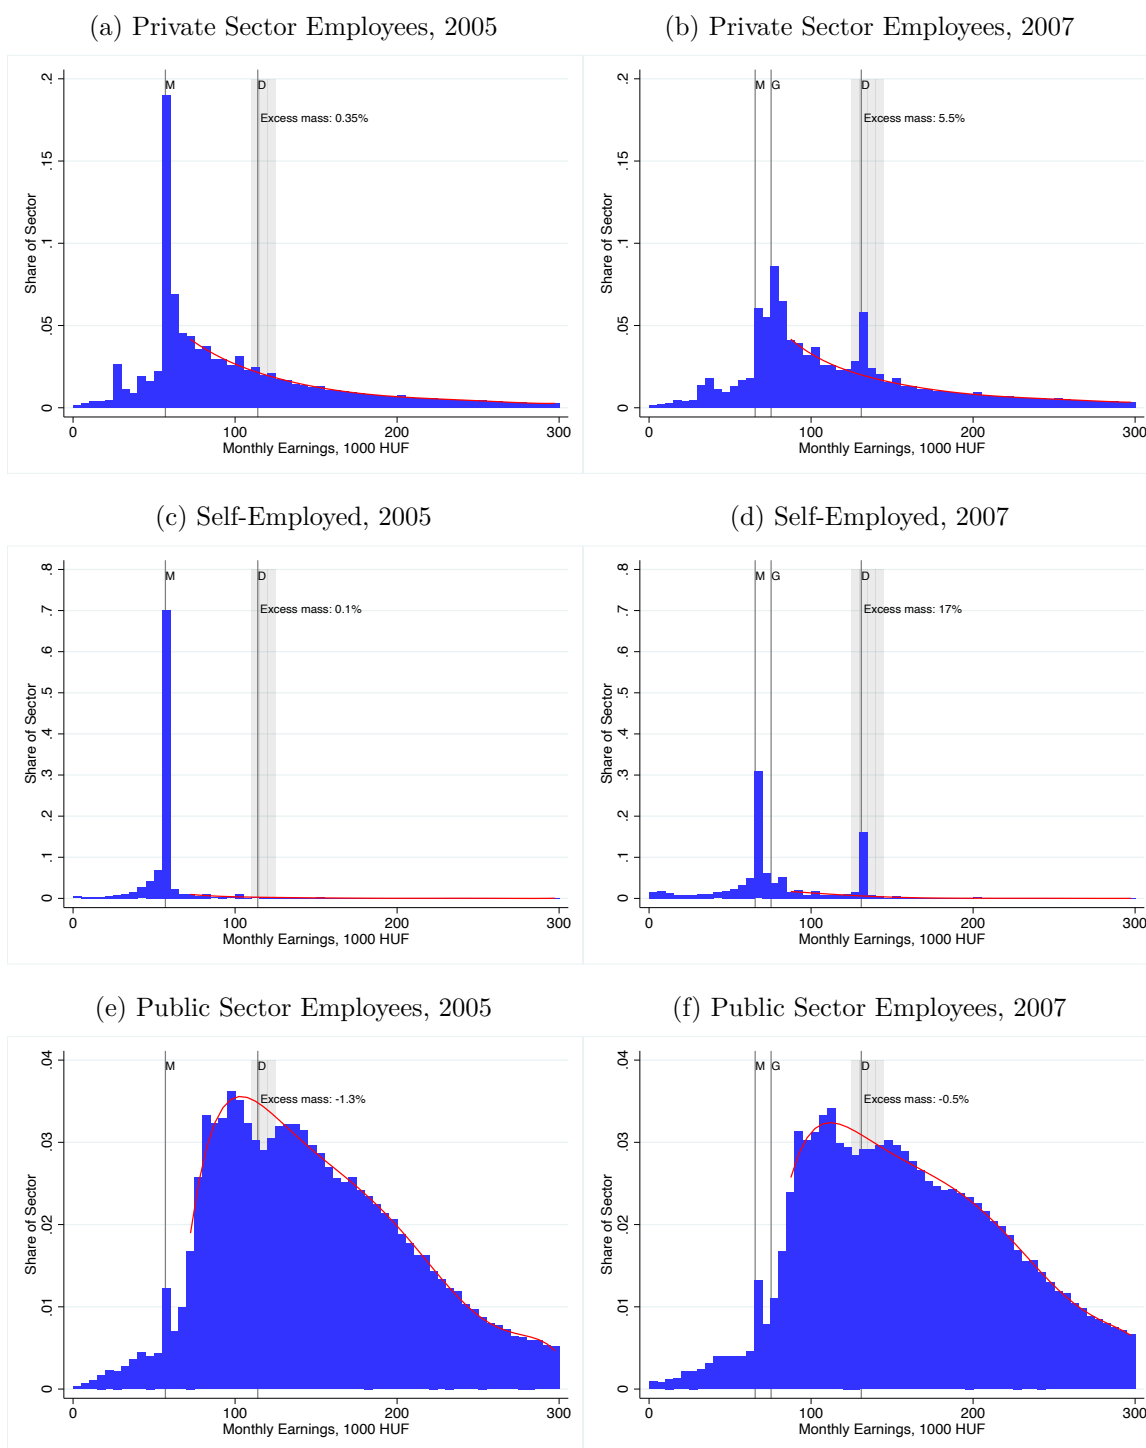 (a) Private Sector Employees, 2005
.2
.15
.1
.05
0
Share of Sector
M
D
Excess mass: 0.35%
0
100
200
300
Monthly Earnings, 1000 HUF
(b) Private Sector Employees, 2007
.2
.15
.1
.05
0
Share of Sector
M
G
D
Excess mass: 5.5%
0
100
200
300
Monthly Earnings, 1000 HUF
(c) Self-Employed, 2005
.8
.7
.6
.5
.4
.3
.2
.1
0
Share of Sector
M
D
Excess mass: 0.1%
0
100
200
300
Monthly Earnings, 1000 HUF
(d) Self-Employed, 2007
.8
.7
.6
.5
.4
.3
.2
.1
0
Share of Sector
M
G
D
Excess mass: 17%
0
100
200
300
Monthly Earnings, 1000 HUF
(e) Public Sector Employees, 2005
.04
.03
.02
.01
0
Share of Sector
M
D
Excess mass: -1.3%
0
100
200
300
Monthly Earnings, 1000 HUF
(f) Public Sector Employees, 2007
.04
.03
.02
.01
0
Share of Sector
M
G
D
Excess mass: -0.5%
0
100
200
300
Monthly Earnings, 1000 HUF